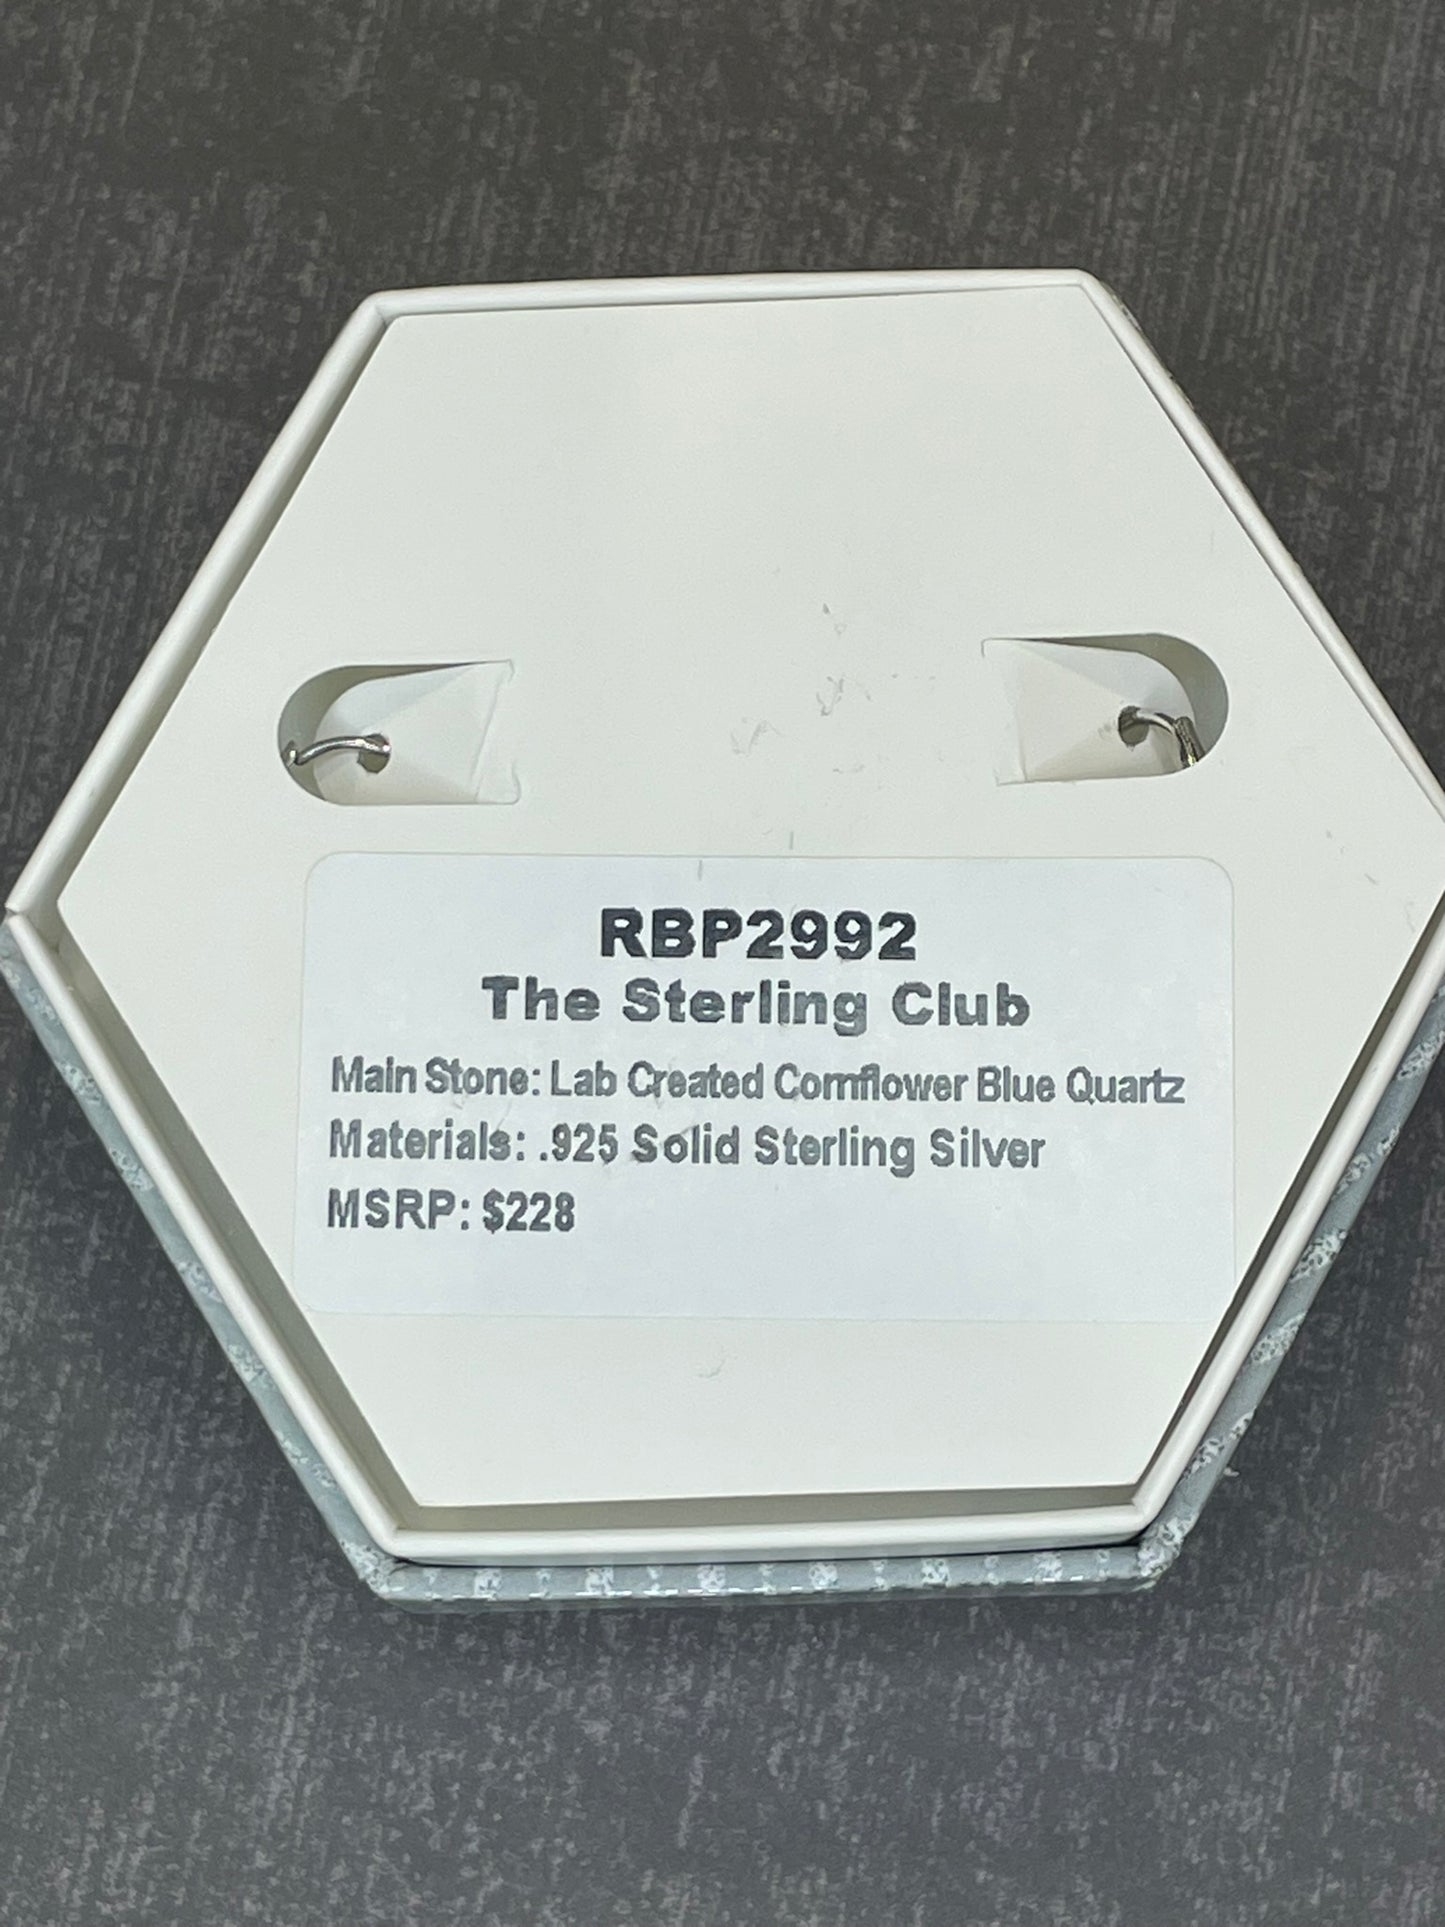 RBP2992
The Sterling Club
Main Stone: Lab Created Cornflower Blue Quartz
Materials: .925 Solid Sterling Silver
MSRP: $228